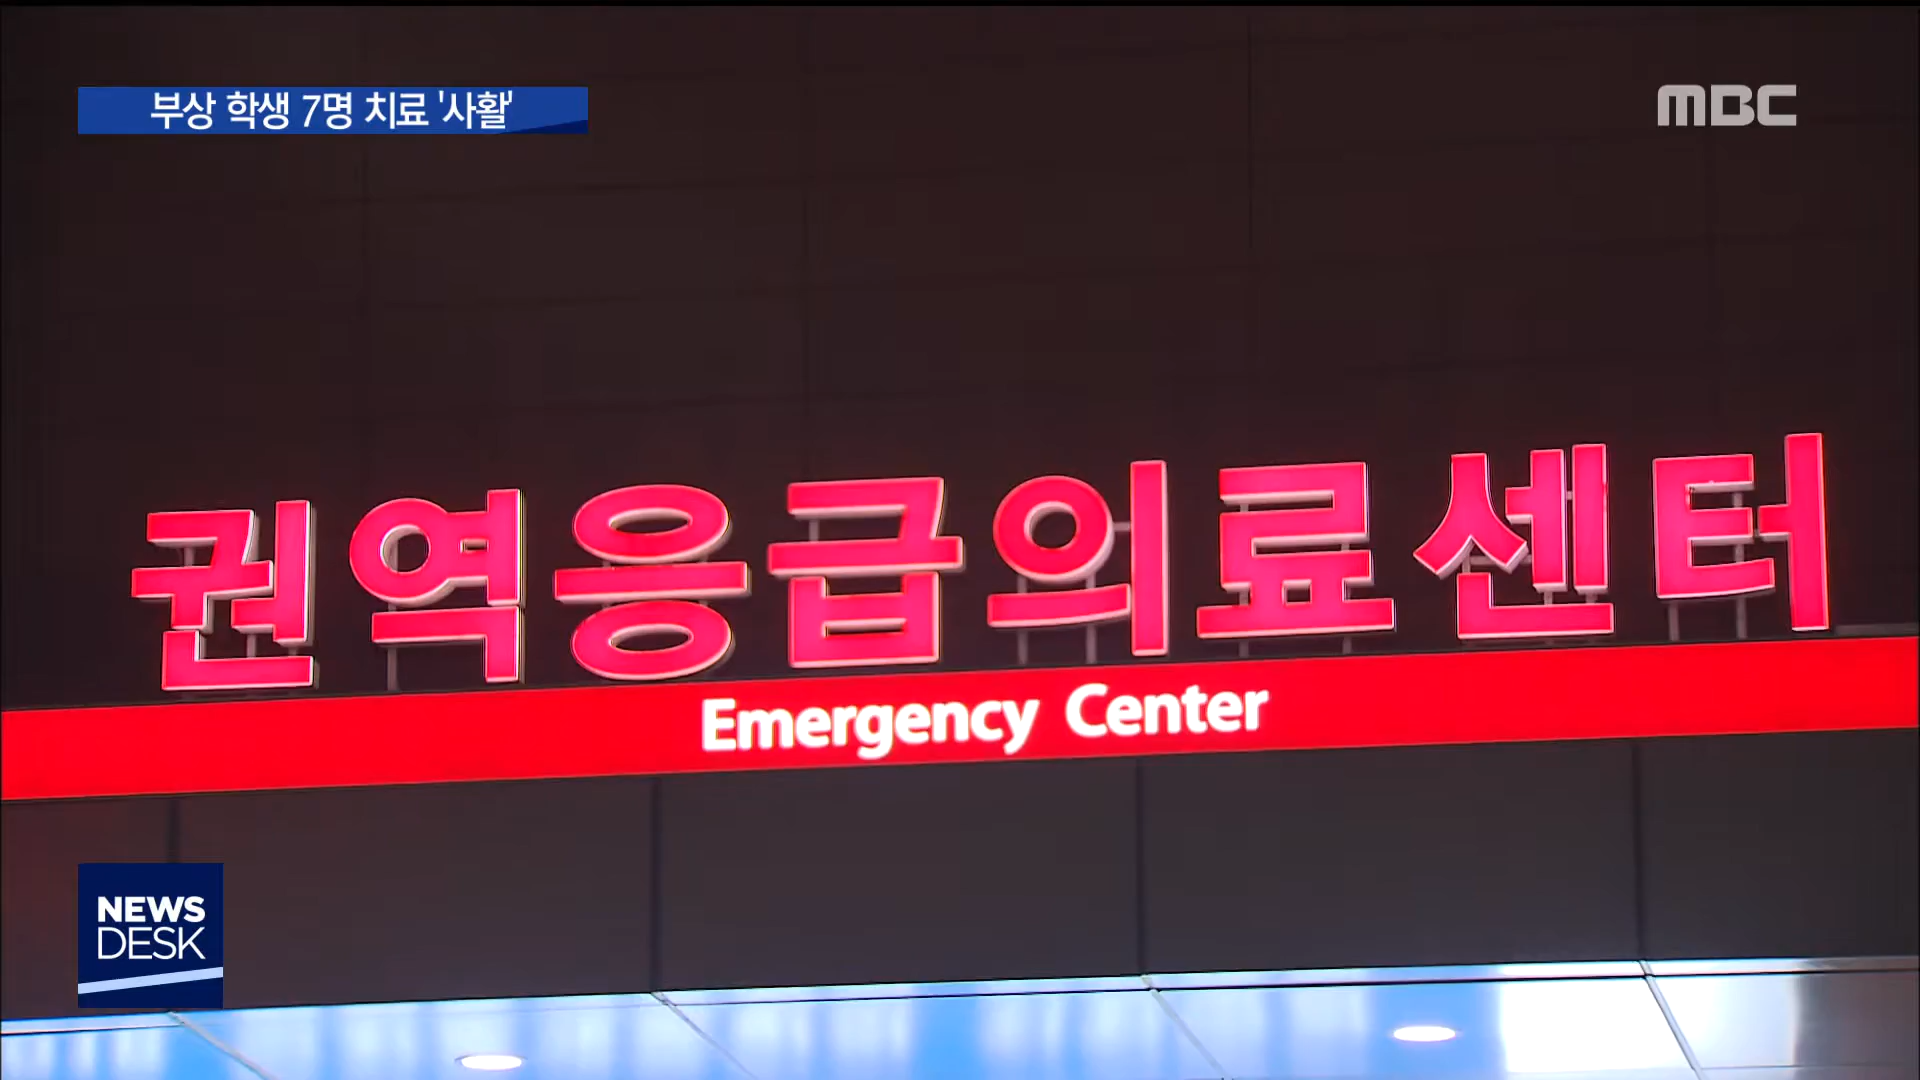 부상 학생 7명 치료 '사활'
MBC
권역응급의료센터
Emergency Center
NEWS
DESK